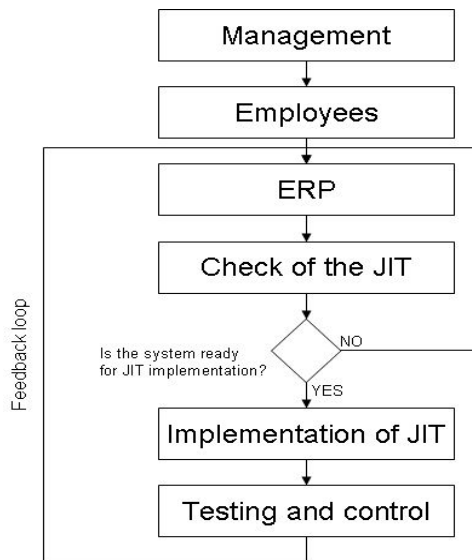 Management
Employees
ERP
Check of the JIT
Is the system ready
for JIT implementation?
NO
YES
Implementation of JIT
Testing and control
Feedback loop